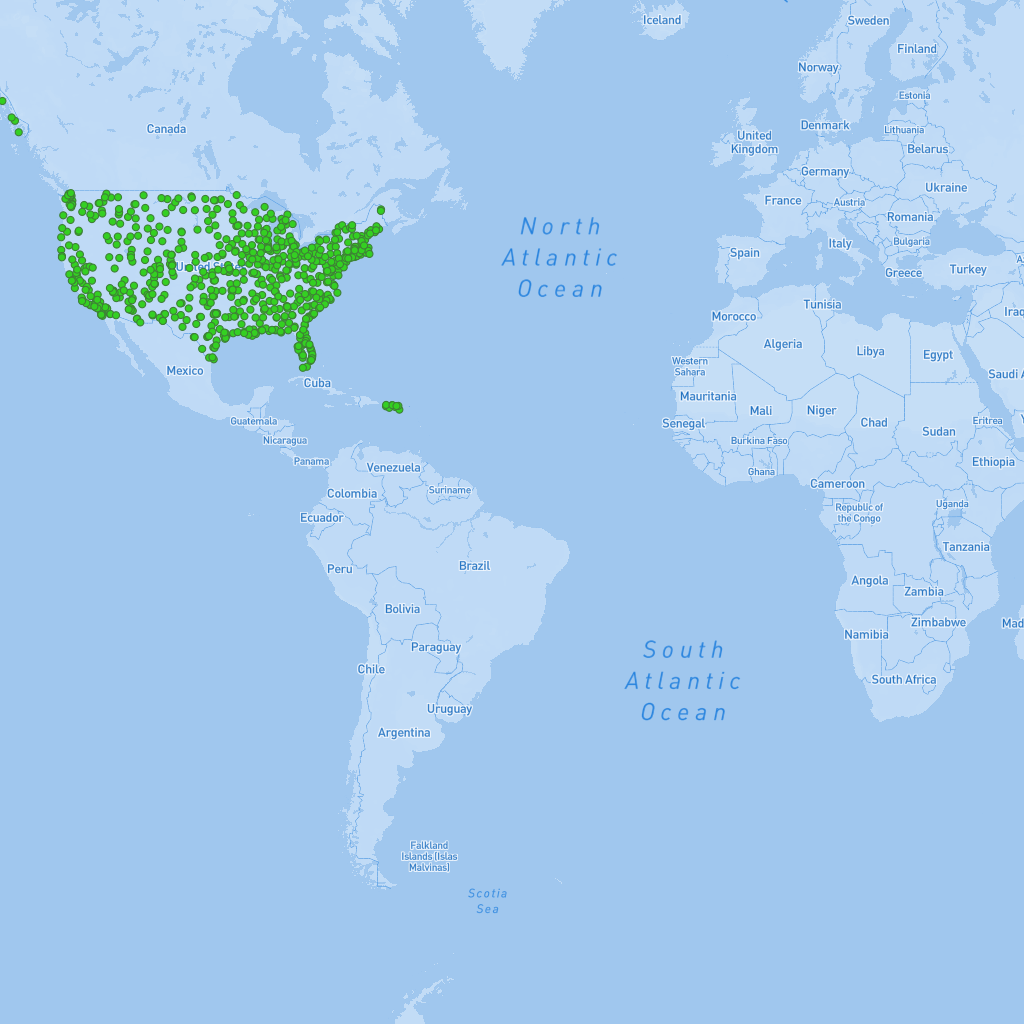 Iceland
Sweden
Finland
Norway
Estonia
Canada
Denmark
Lithuania
United
Kingdom
Belarus
Germany
Ukraine
France
Austria
Romania
North
Atlantic
Ocean
Italy
Bulgaria
Spain
Greece
Turkey
Tunisia
Morocco
Iraq
Algeria
Libya
Egypt
Western
Sahara
Mexico
Saudi A
Cuba
Mauritania
Mali
Niger
Chad
Senegal
Guatemala
Eritrea
Sudan
Nicaragua
Burkina Faso
Panama
Ethiopia
Venezuela
Ghana
Cameroon
Colombia
Suriname
Uganda
Ecuador
Republic of
the Congo
Tanzania
Brazil
Peru
Angola
Zambia
Bolivia
Zimbabwe
Mad
Namibia
Paraguay
South
Atlantic
Ocean
Chile
South Africa
Uruguay
Argentina
Falkland
Islands (Islas
Malvinas)
Scotia
Sea